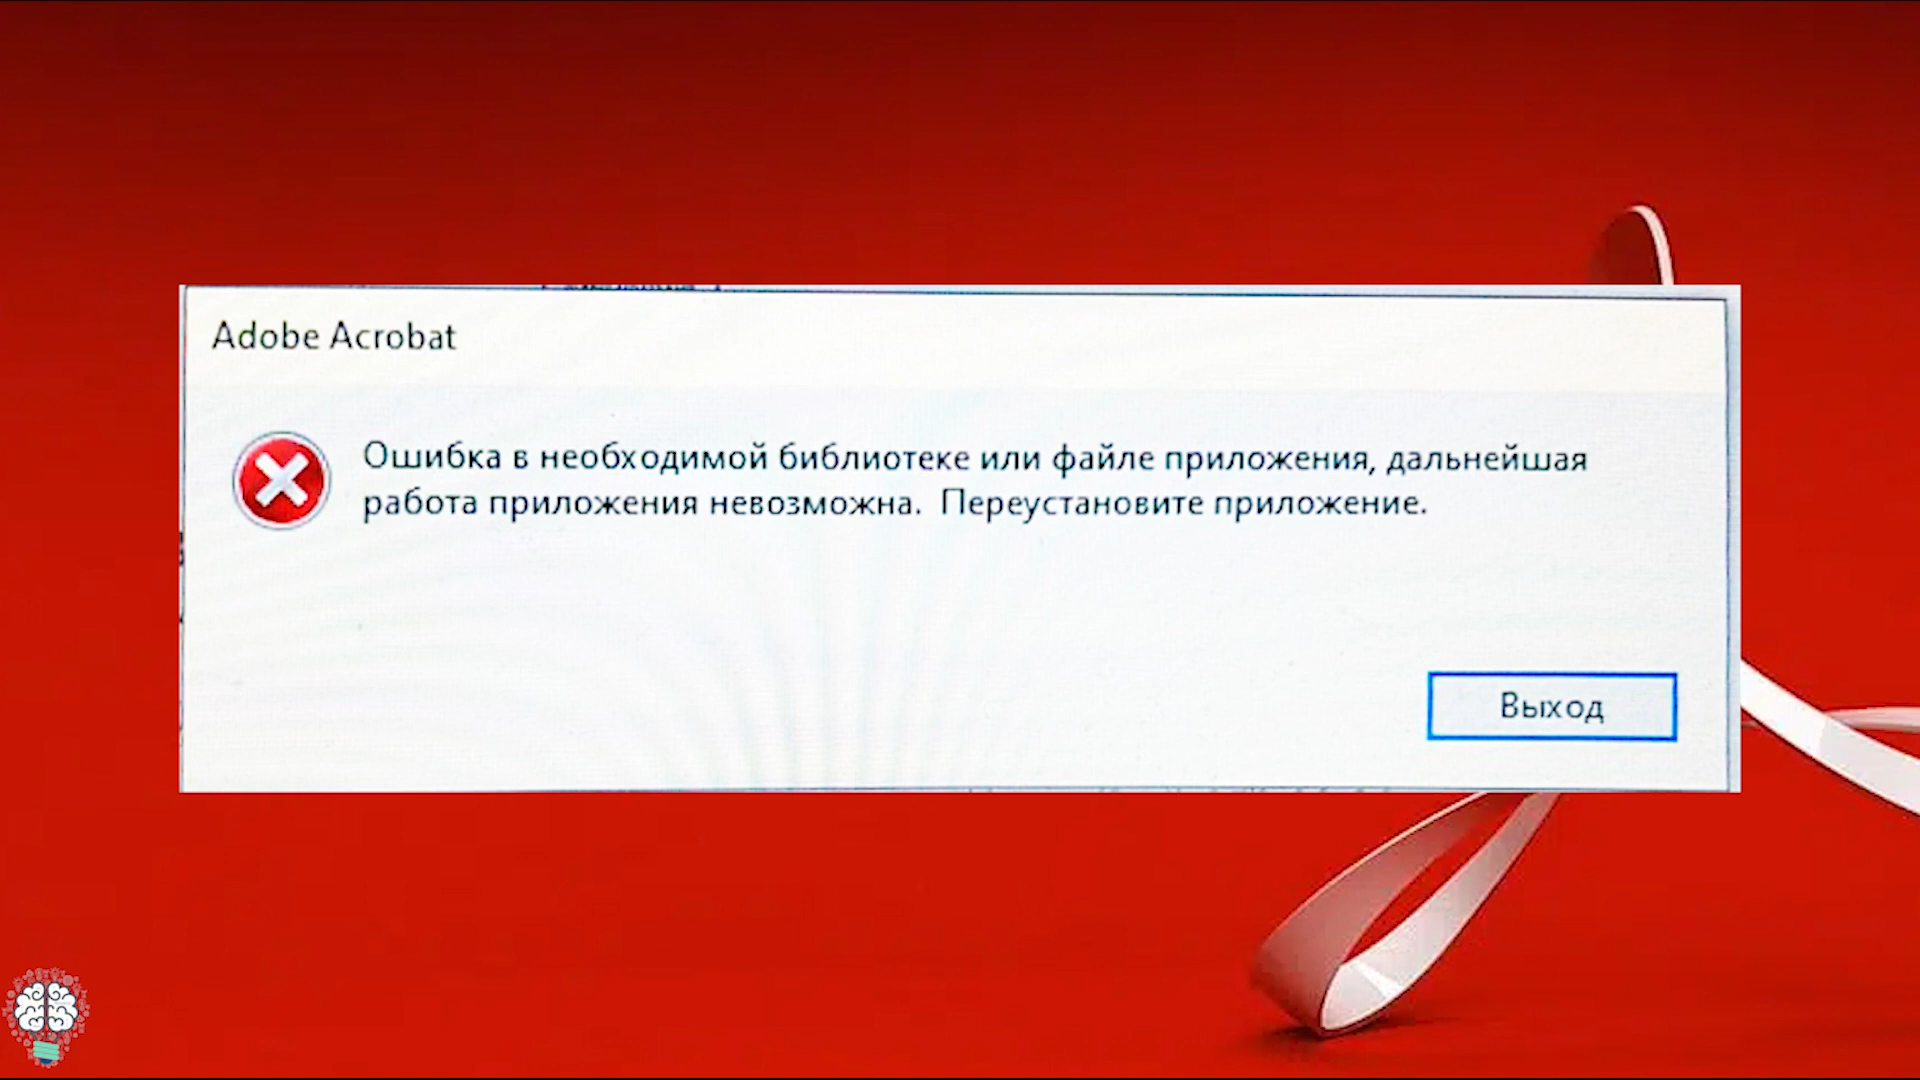 Adobe Acrobat
Ошибка в необходимой библиотеке или файле приложения, дальнейшая
работа приложения невозможна. Переустановите приложение.
Выход